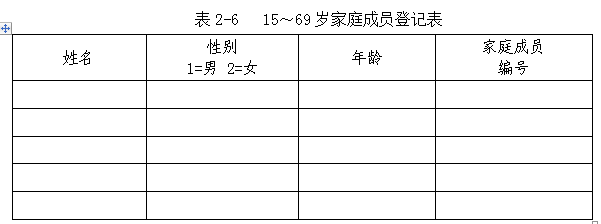 表 2-6 15～69 岁家庭成员登记表
姓名
性别
1=男 2=女
年龄
家庭成员
编号